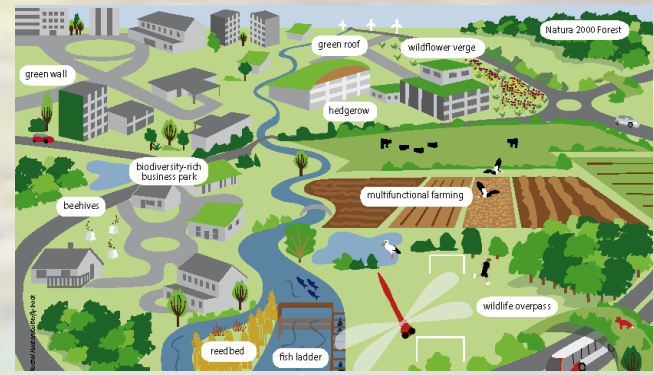 Natura 2000 Forest
green roof
wildflower verge
green wall
hedgerow
biodiversity-rich
business park
multifunctional farming
beehives
wildlife overpass
reedbed
fish ladder